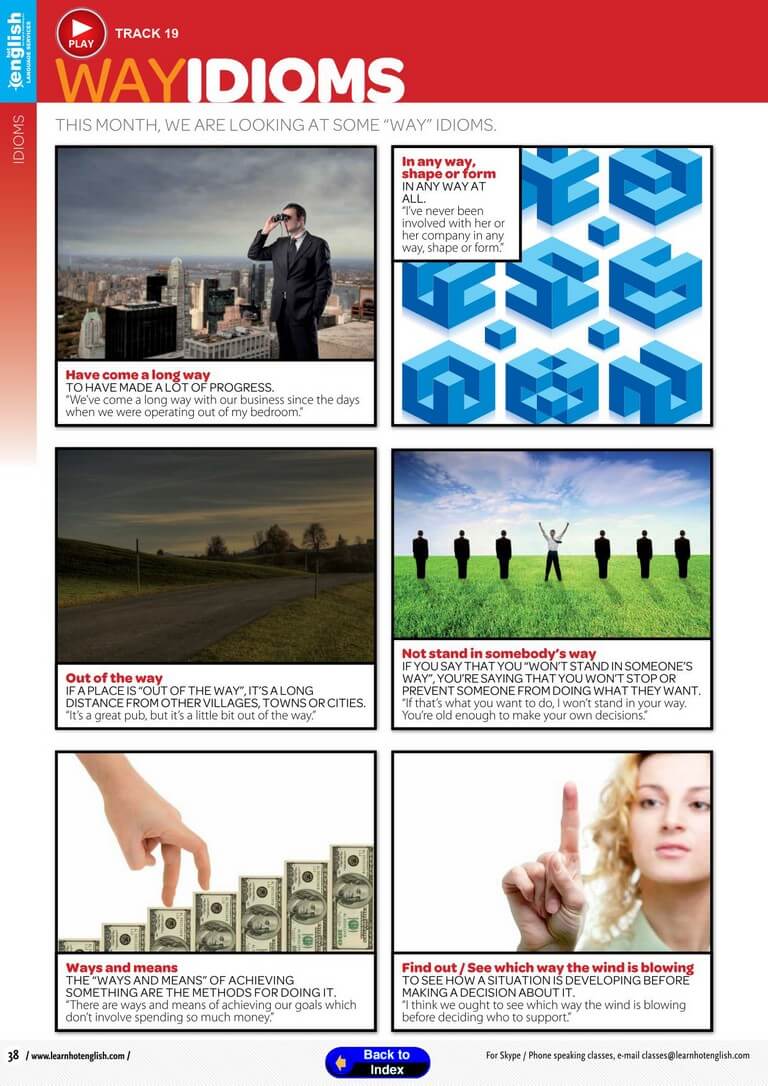 hot
english
LANGUAGE SERVICES
PLAY
TRACK 19
WAYIDIOMS
IDIOMS
THIS MONTH, WE ARE LOOKING AT SOME “WAY” IDIOMS.
Have come a long way
TO HAVE MADE A LOT OF PROGRESS.
“We’ve come a long way with our business since the days
when we were operating out of my bedroom.”
In any way,
shape or form
IN ANY WAY AT
ALL.
“I’ve never been
involved with her or
her company in any
way, shape or form.”
Out of the way
IF A PLACE IS “OUT OF THE WAY”, IT’S A LONG
DISTANCE FROM OTHER VILLAGES, TOWNS OR CITIES.
“It’s a great pub, but it’s a little bit out of the way.”
Not stand in somebody’s way
IF YOU SAY THAT YOU “WON’T STAND IN SOMEONE’S
WAY”, YOU’RE SAYING THAT YOU WON’T STOP OR
PREVENT SOMEONE FROM DOING WHAT THEY WANT.
“If that’s what you want to do, I won’t stand in your way.
You’re old enough to make your own decisions.”
Ways and means
THE “WAYS AND MEANS” OF ACHIEVING
SOMETHING ARE THE METHODS FOR DOING IT.
“There are ways and means of achieving our goals which
don’t involve spending so much money.”
Find out / See which way the wind is blowing
TO SEE HOW A SITUATION IS DEVELOPING BEFORE
MAKING A DECISION ABOUT IT.
“I think we ought to see which way the wind is blowing
before deciding who to support.”
38 / www.learnhotenglish.com /
Back to
Index
For Skype / Phone speaking classes, e-mail classes@learnhotenglish.com